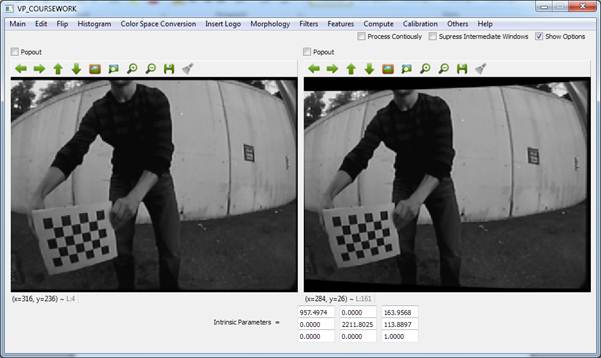 VP_COURSEWORK
Main Edit Flip Histogram Color Space Conversion Insert Logo Morphology Filters Features Compute Calibration Others Help
Process Contiously Supress Intermediate Windows Show Options
Popout Popout
(x=316, y=236) ~ L:4 (x=284, y=26) ~ L:161
957.4974 0.0000 163.9568
Intrinsic Parameters = 0.0000 2211.8025 113.8897
0.0000 0.0000 1.0000